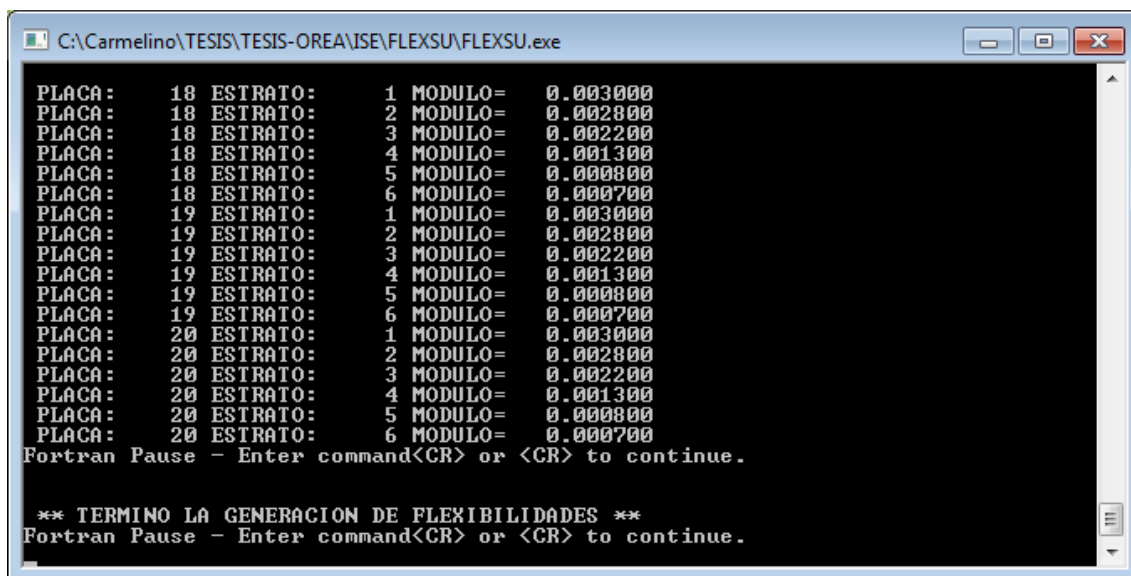 C:\Carmelino\TESIS\TESIS-OREA\ISE\FLEXSU\FLEXSU.exe
PLACA: 18 ESTRATO: 1 MODULO= 0.003000
PLACA: 18 ESTRATO: 2 MODULO= 0.002800
PLACA: 18 ESTRATO: 3 MODULO= 0.002200
PLACA: 18 ESTRATO: 4 MODULO= 0.001300
PLACA: 18 ESTRATO: 5 MODULO= 0.000800
PLACA: 18 ESTRATO: 6 MODULO= 0.000700
PLACA: 19 ESTRATO: 1 MODULO= 0.003000
PLACA: 19 ESTRATO: 2 MODULO= 0.002800
PLACA: 19 ESTRATO: 3 MODULO= 0.002200
PLACA: 19 ESTRATO: 4 MODULO= 0.001300
PLACA: 19 ESTRATO: 5 MODULO= 0.000800
PLACA: 19 ESTRATO: 6 MODULO= 0.000700
PLACA: 20 ESTRATO: 1 MODULO= 0.003000
PLACA: 20 ESTRATO: 2 MODULO= 0.002800
PLACA: 20 ESTRATO: 3 MODULO= 0.002200
PLACA: 20 ESTRATO: 4 MODULO= 0.001300
PLACA: 20 ESTRATO: 5 MODULO= 0.000800
PLACA: 20 ESTRATO: 6 MODULO= 0.000700
Fortran Pause - Enter command<CR> or <CR> to continue.
** TERMINO LA GENERACION DE FLEXIBILIDADES **
Fortran Pause - Enter command<CR> or <CR> to continue.